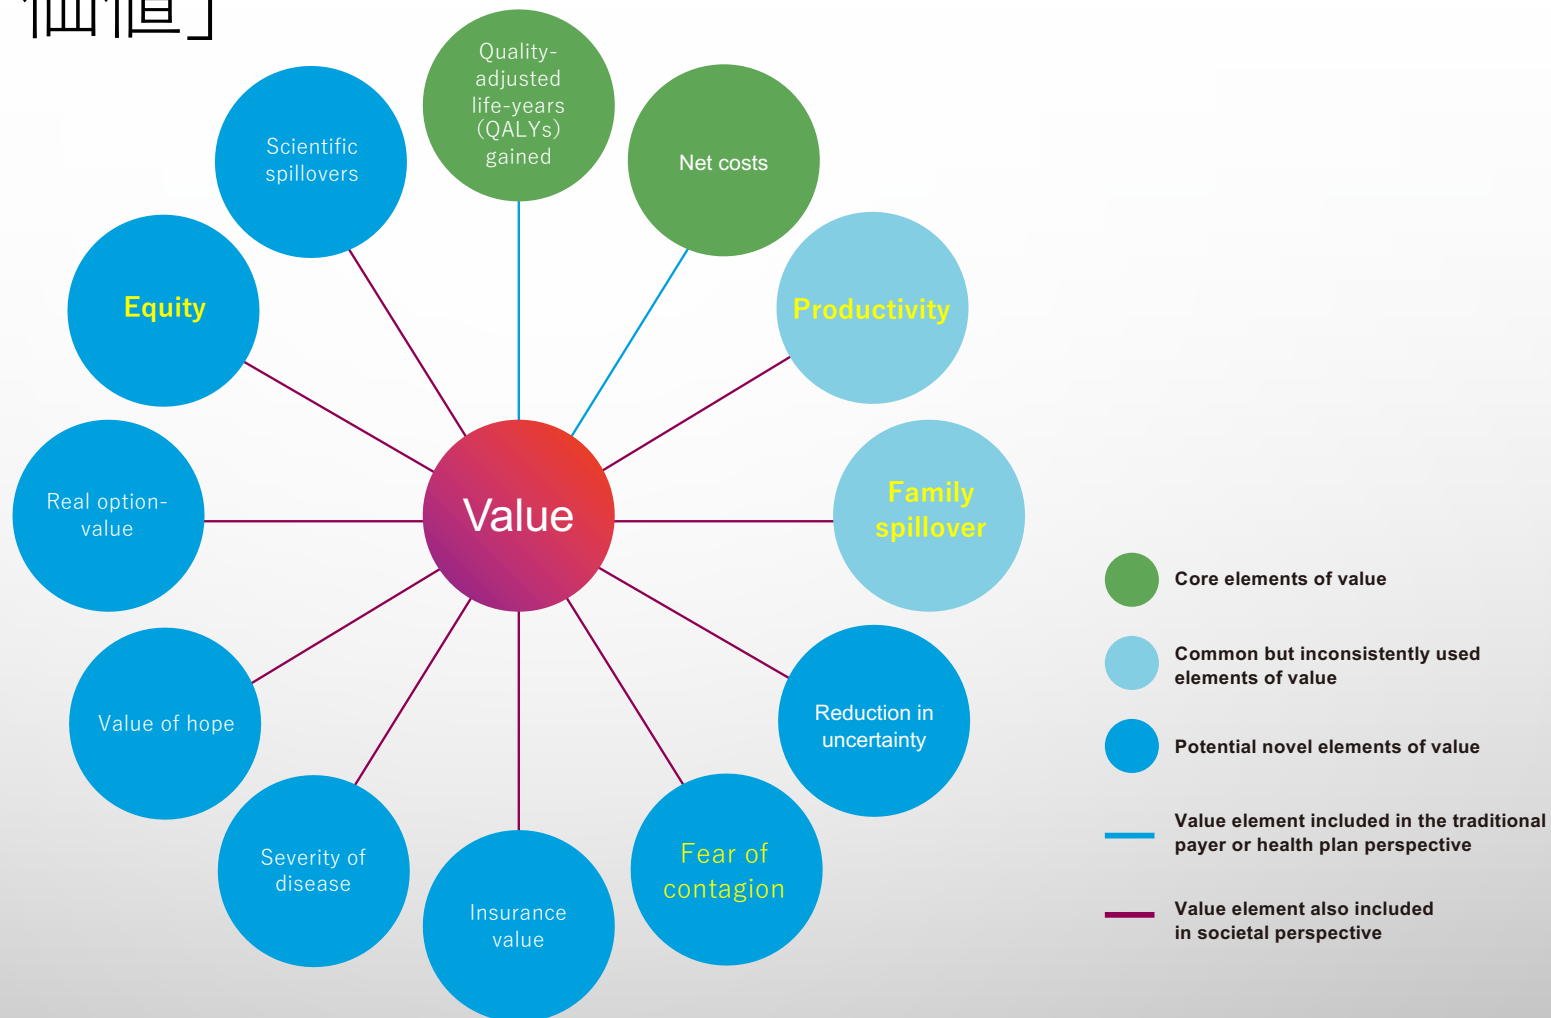 価値」
Quality-
adjusted
life-years
(QALYs)
gained
Net costs
Productivity
Family
spillover
Reduction in
uncertainty
Fear of
contagion
Insurance
value
Severity of
disease
Value of hope
Real option-
value
Equity
Scientific
spillovers
Value
Core elements of value
Common but inconsistently used
elements of value
Potential novel elements of value
Value element included in the traditional
payer or health plan perspective
Value element also included
in societal perspective